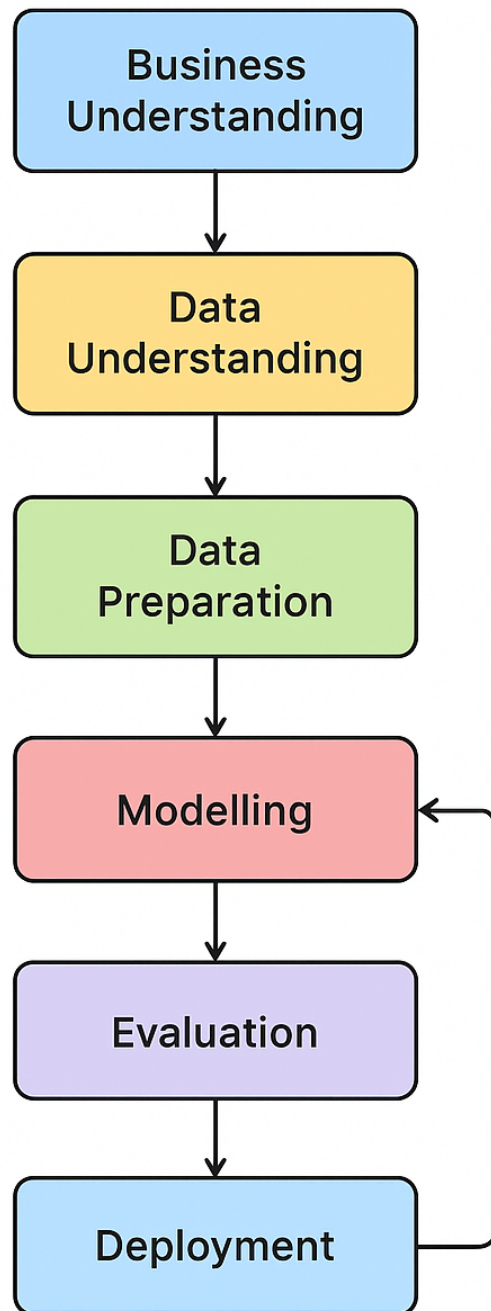 Business
Understanding
Data
Understanding
Data
Preparation
Modelling
Evaluation
Deployment